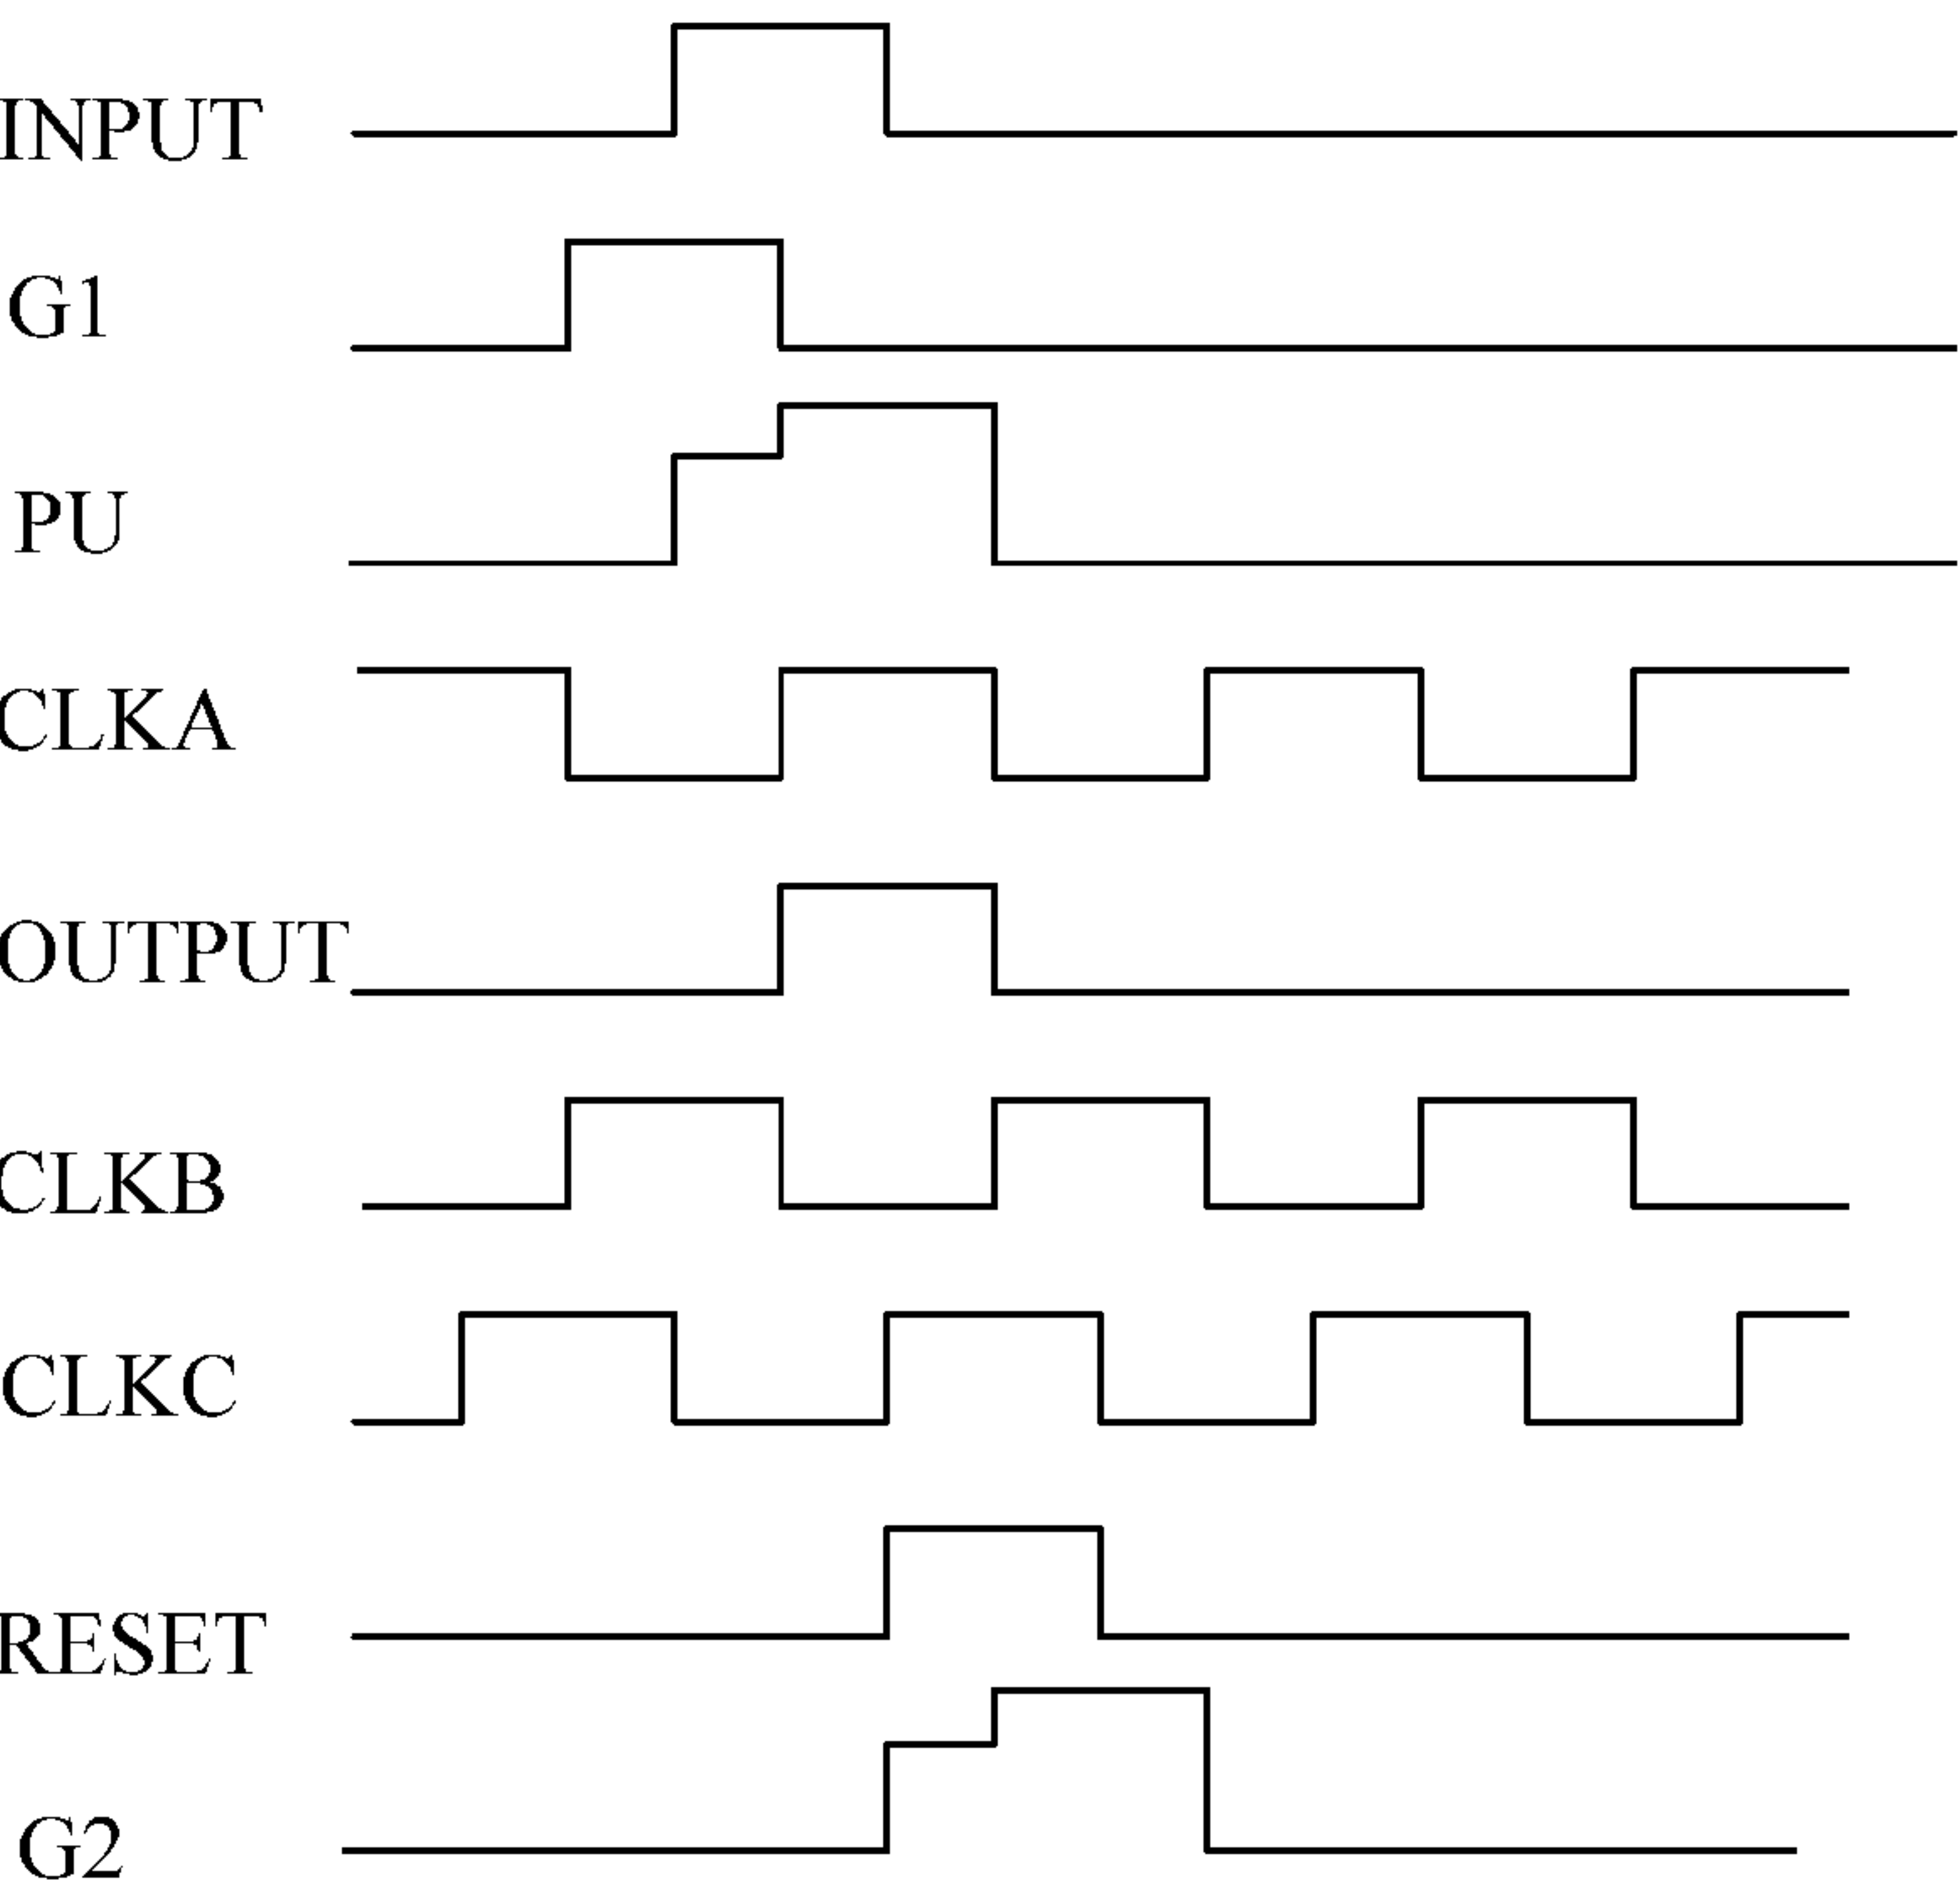 INPUT
G1
PU
CLKA
OUTPUT
CLKB
CLKC
RESET
G2